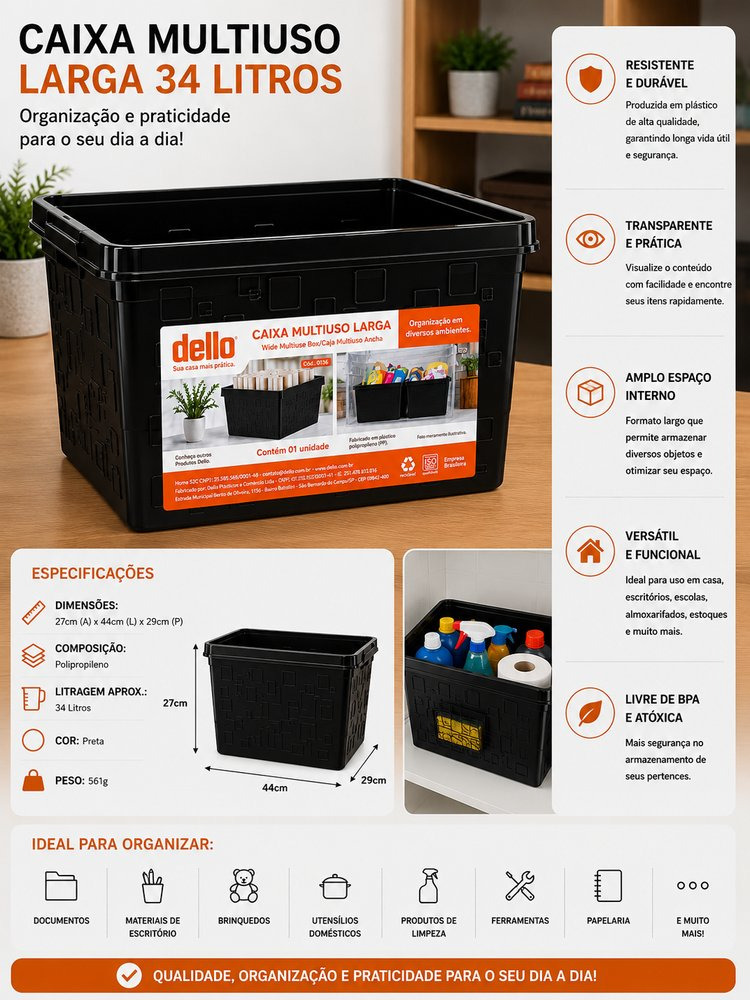 CAIXA MULTIUSO
LARGA 34 LITROS
Organização e praticidade
para o seu dia a dia!
dello
Sua casa mais prática.
CAIXA MULTIUSO LARGA
Wide Multiuse Box/Caja Multiuso Ancha
Organização em
diversos ambientes.
Cód.: 0136
Conheça outros
Produtos Dello.
Contém 01 unidade
Fabricado em plástico
polipropileno (PP).
Foto meramente ilustrativa.
ISO
Empresa
Brasileira
RESISTENTE
E DURÁVEL
Produzida em plástico
de alta qualidade,
garantindo longa vida útil
e segurança.
TRANSPARENTE
E PRÁTICA
Visualize o conteúdo
com facilidade e encontre
seus itens rapidamente.
AMPLO ESPAÇO
INTERNO
Formato largo que
permite armazenar
diversos objetos e
otimizar seu espaço.
VERSÁTIL
E FUNCIONAL
Ideal para uso em casa,
escritórios, escolas,
almoxarifados, estoques
e muito mais.
LIVRE DE BPA
E ATÓXICA
Mais segurança no
armazenamento de
seus pertences.
ESPECIFICAÇÕES
DIMENSÕES:
27cm (A) x 44cm (L) x 29cm (P)
COMPOSIÇÃO:
Polipropileno
LITRAGEM APROX.:
34 Litros
COR: Preta
PESO: 561g
27cm
44cm
29cm
IDEAL PARA ORGANIZAR:
DOCUMENTOS
MATERIAIS DE
ESCRITÓRIO
BRINQUEDOS
UTENSÍLIOS
DOMÉSTICOS
PRODUTOS DE
LIMPEZA
FERRAMENTAS
PAPELARIA
E MUITO
MAIS!
QUALIDADE, ORGANIZAÇÃO E PRATICIDADE PARA O SEU DIA A DIA!